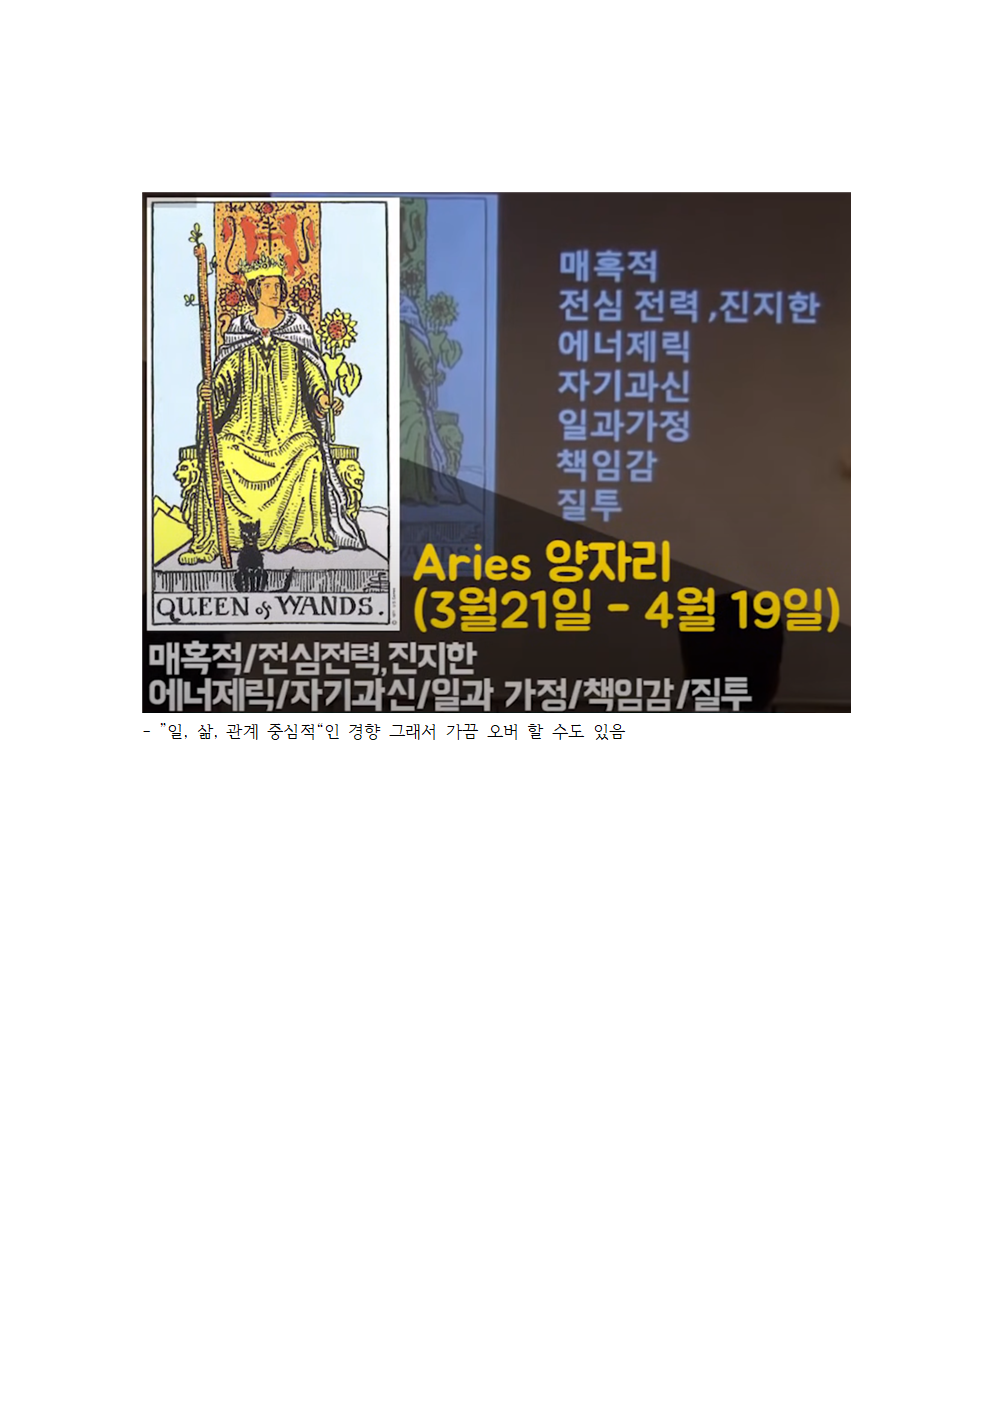 매혹적
전심 전력 ,진지한
에너제릭
자기과신
일과가정
책임감
질투
Aries 양자리
(3월21일 - 4월 19일)
QUEEN of WANDS.
매혹적/전심전력,진지한
에너제릭/자기과신/일과 가정/책임감/질투
- ”일, 삶, 관계 중심적“인 경향 그래서 가끔 오버 할 수도 있음